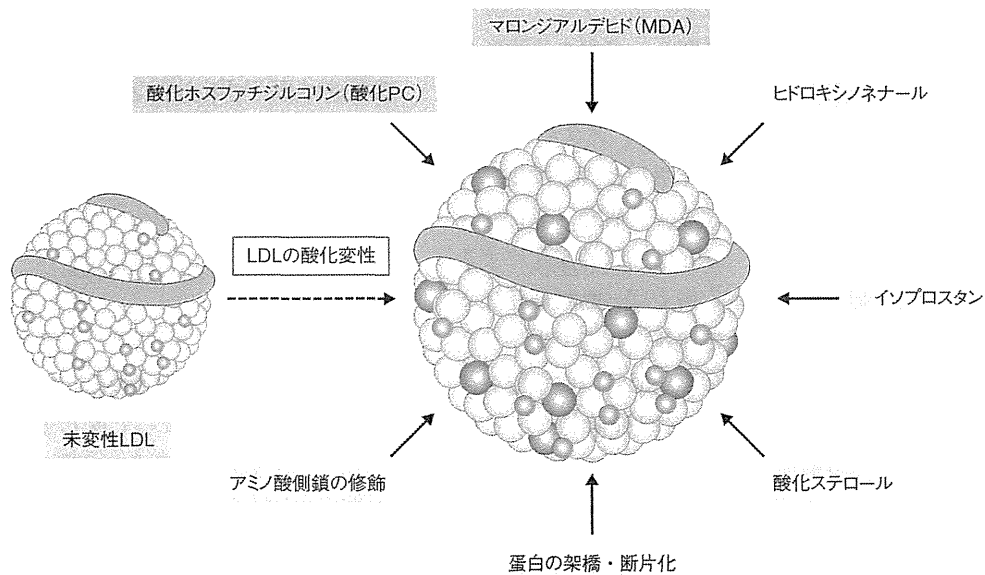 マロンジアルデヒド(MDA)
酸化ホスファチジルコリン(酸化PC)
ヒドロキシノネナール
LDLの酸化変性
イソプロスタン
未変性LDL
アミノ酸側鎖の修飾
酸化ステロール
蛋白の架橋・断片化